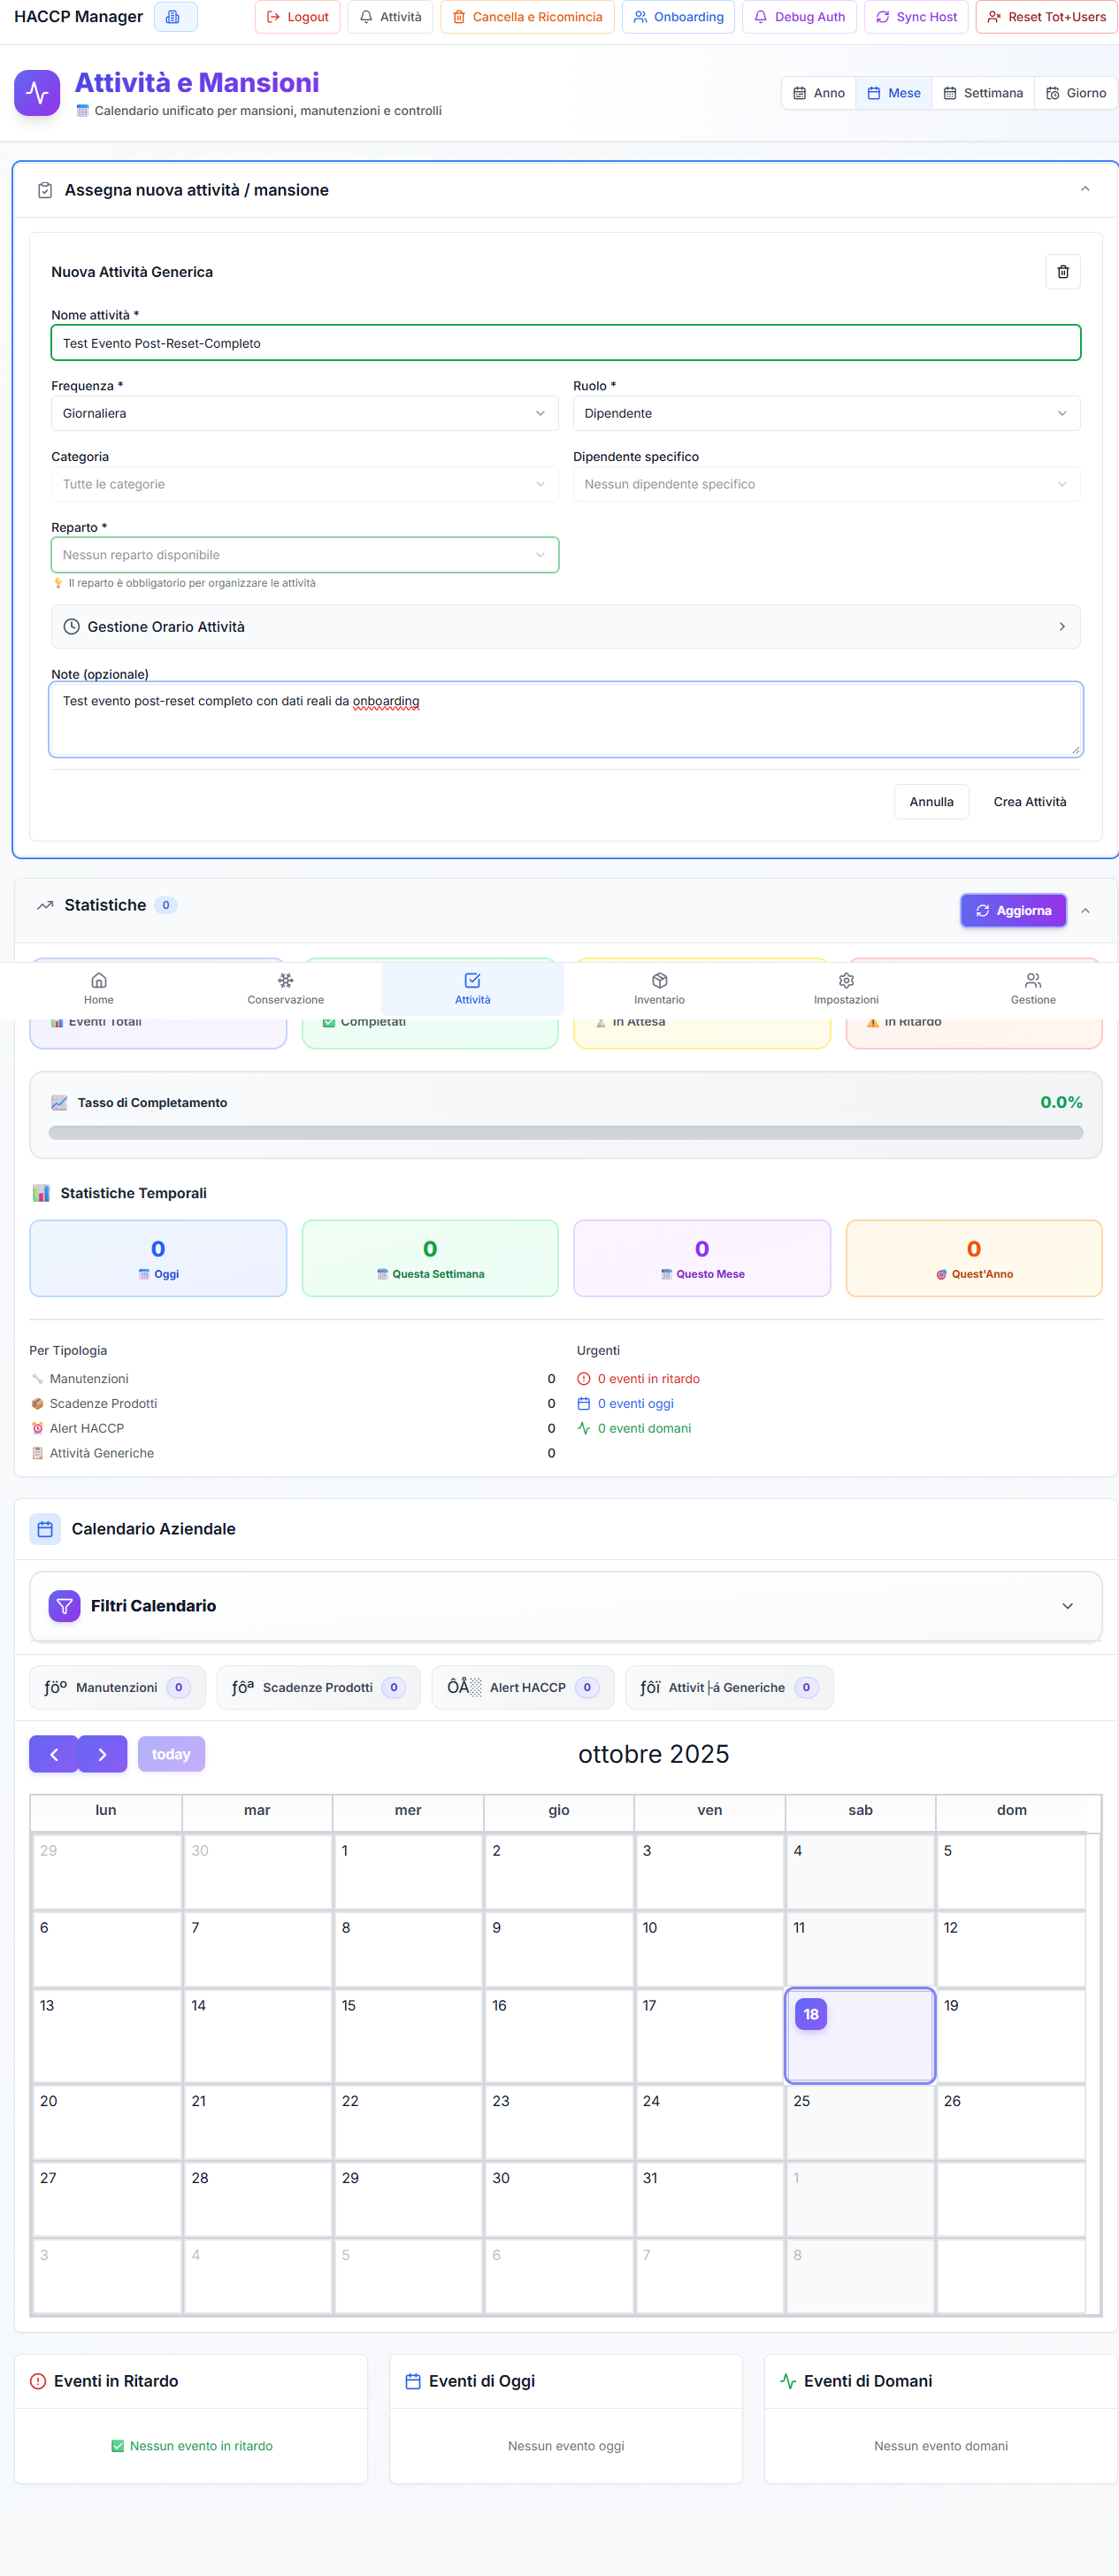 HACCP Manager
Logout
Attività
Cancella e Ricomincia
Onboarding
Debug Auth
Sync Host
Reset Tot+Users
Attività e Mansioni
Calendario unificato per mansioni, manutenzioni e controlli
Anno
Mese
Settimana
Giorno
Assegna nuova attività / mansione
Nuova Attività Generica
Nome attività *
Test Evento Post-Reset-Completo
Frequenza *
Ruolo *
Giornaliera
Dipendente
Categoria
Dipendente specifico
Tutte le categorie
Nessun dipendente specifico
Reparto *
Nessun reparto disponibile
💡 Il reparto è obbligatorio per organizzare le attività
Gestione Orario Attività
Note (opzionale)
Test evento post-reset completo con dati reali da onboarding
Annulla
Crea Attività
Statistiche 0
Aggiorna
Home
Conservazione
Attività
Inventario
Impostazioni
Gestione
Eventi Totali
Completati
In Attesa
In Ritardo
Tasso di Completamento
0.0%
Statistiche Temporali
0
Oggi
0
Questa Settimana
0
Questo Mese
0
Quest'Anno
Per Tipologia
Manutenzioni 0
Scadenze Prodotti 0
Alert HACCP 0
Attività Generiche 0
Urgenti
0 eventi in ritardo
0 eventi oggi
0 eventi domani
Calendario Aziendale
Filtri Calendario
ƒöº Manutenzioni 0
ƒôª Scadenze Prodotti 0
ÔÅ░ Alert HACCP 0
ƒôï Attivit├á Generiche 0
today
ottobre 2025
lun mar mer gio ven sab dom
29 30 1 2 3 4 5
6 7 8 9 10 11 12
13 14 15 16 17 18 19
20 21 22 23 24 25 26
27 28 29 30 31 1
3 4 5 6 7 8
Eventi in Ritardo
Nessun evento in ritardo
Eventi di Oggi
Nessun evento oggi
Eventi di Domani
Nessun evento domani